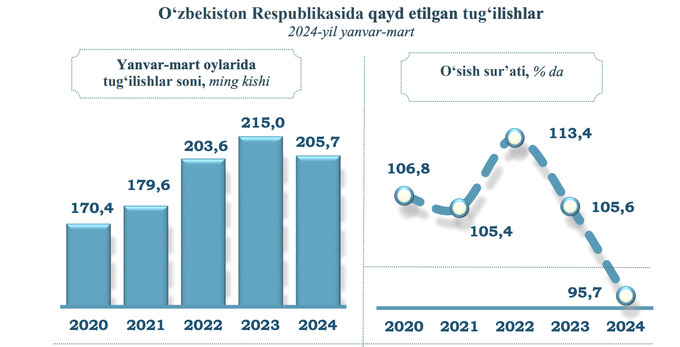 O‘zbekiston Respublikasida qayd etilgan tug‘ilishlar
2024-yil yanvar-mart
Yanvar-mart oylarida
tug‘ilishlar soni, ming kishi
170,4
179,6
203,6
215,0
205,7
2020 2021 2022 2023 2024
O‘sish sur’ati, % da
106,8
105,4
113,4
105,6
95,7
2020 2021 2022 2023 2024